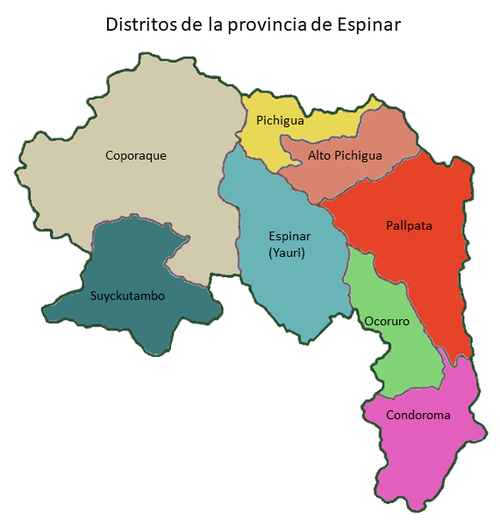 Distritos de la provincia de Espinar
Pichigua
Coporaque
Alto Pichigua
Pallpata
Espinar
(Yauri)
Suyckutambo
Ocoruro
Condoroma